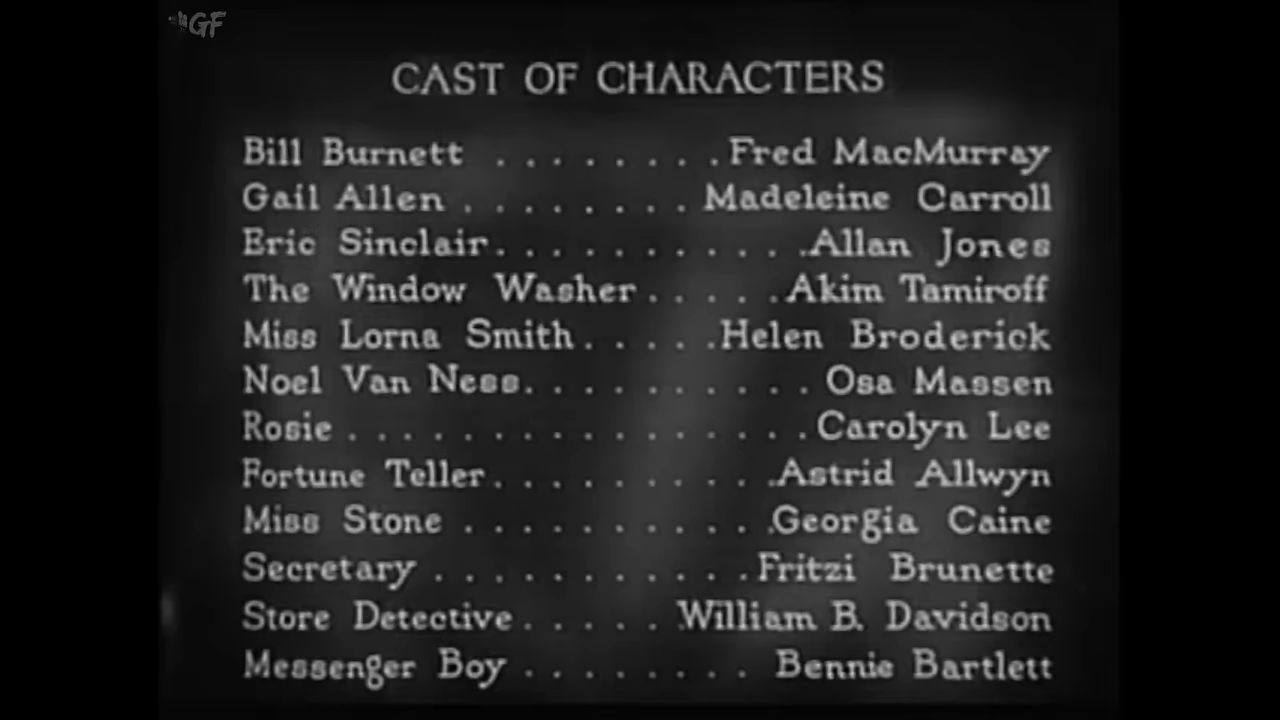 GF
CAST OF CHARACTERS
Bill Burnett . . . . . . . . Fred MacMurray
Gail Allen . . . . . . . . Madeleine Carroll
Eric Sinclair. . . . . . . . . . . Allan Jones
The Window Washer . . . . . Akim Tamiroff
Miss Lorna Smith . . . . . Helen Broderick
Noel Van Ness. . . . . . . . . . Osa Massen
Rosie . . . . . . . . . . . . . . . . . Carolyn Lee
Fortune Teller. . . . . . . . . . . Astrid Allwyn
Miss Stone . . . . . . . . . . . . Georgia Caine
Secretary . . . . . . . . . . . . Fritzi Brunette
Store Detective . . . . . William B. Davidson
Messenger Boy . . . . . . . . . Bennie Bartlett